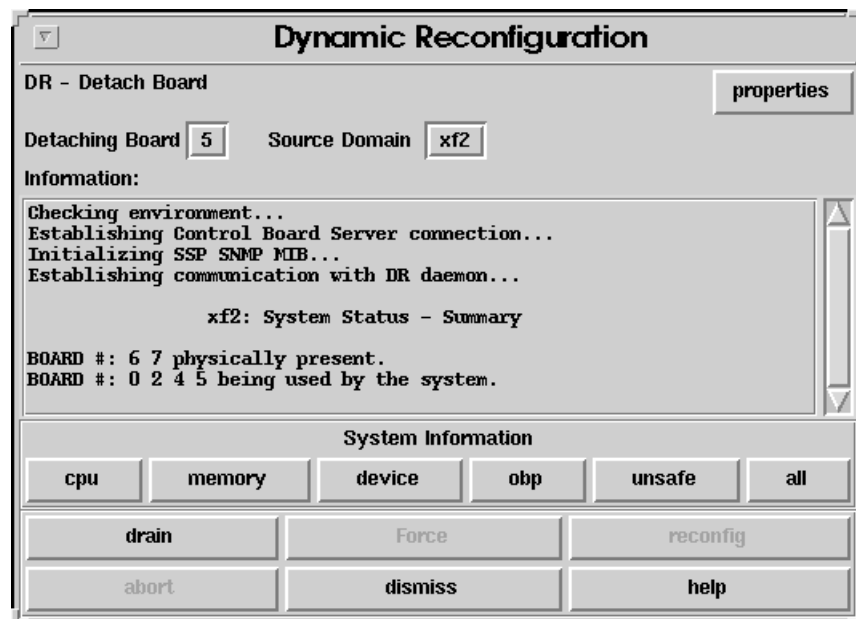 Dynamic Reconfiguration
DR - Detach Board
properties
Detaching Board 5 Source Domain xf2
Information:
Checking environment...
Establishing Control Board Server connection...
Initializing SSP SNMP MIB...
Establishing communication with DR daemon...
xf2: System Status - Summary
BOARD #: 6 7 physically present.
BOARD #: 0 2 4 5 being used by the system.
System Information
cpu memory device obp unsafe all
drain Force reconfig
abort dismiss help